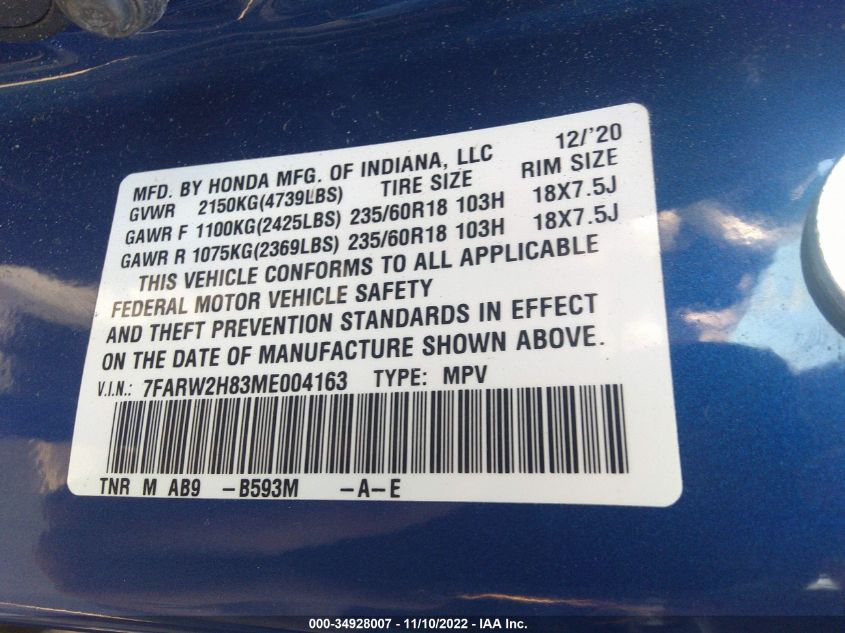 MFD. BY HONDA MFG. OF INDIANA, LLC 12/'20
GVWR 2150KG(4739LBS) TIRE SIZE RIM SIZE
GAWR F 1100KG(2425LBS) 235/60R18 103H 18X7.5J
GAWR R 1075KG(2369LBS) 235/60R18 103H 18X7.5J
THIS VEHICLE CONFORMS TO ALL APPLICABLE
FEDERAL MOTOR VEHICLE SAFETY
AND THEFT PREVENTION STANDARDS IN EFFECT
ON THE DATE OF MANUFACTURE SHOWN ABOVE.
V.I.N.: 7FARW2H83ME004163 TYPE: MPV
TNR M AB9 -B593M -A-E
000-34928007 - 11/10/2022 - IAA Inc.